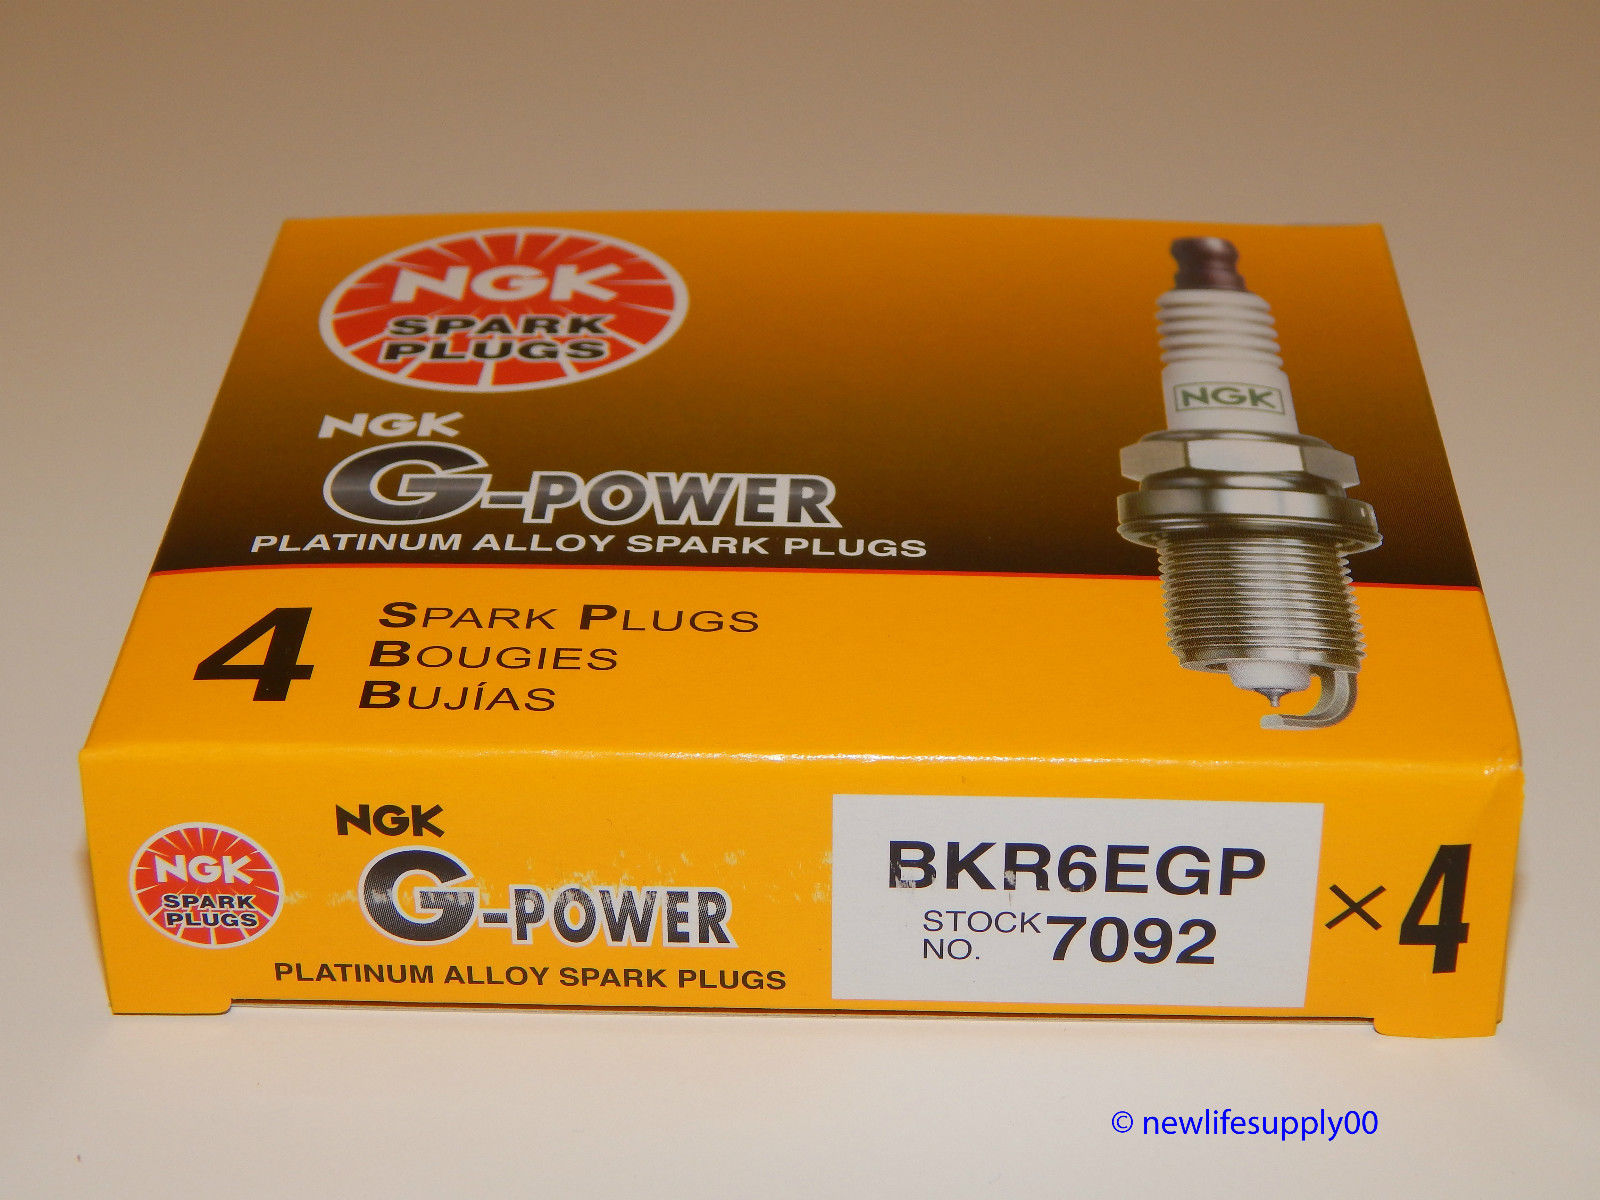 NGK
SPARK
PLUGS
NGK
G-POWER
PLATINUM ALLOY SPARK PLUGS
4
SPARK PLUGS
BOUGIES
BUJÍAS
NGK
NGK
SPARK
PLUGS
NGK
G-POWER
PLATINUM ALLOY SPARK PLUGS
BKR6EGP
STOCK NO. 7092
×4
© newlifesupply00